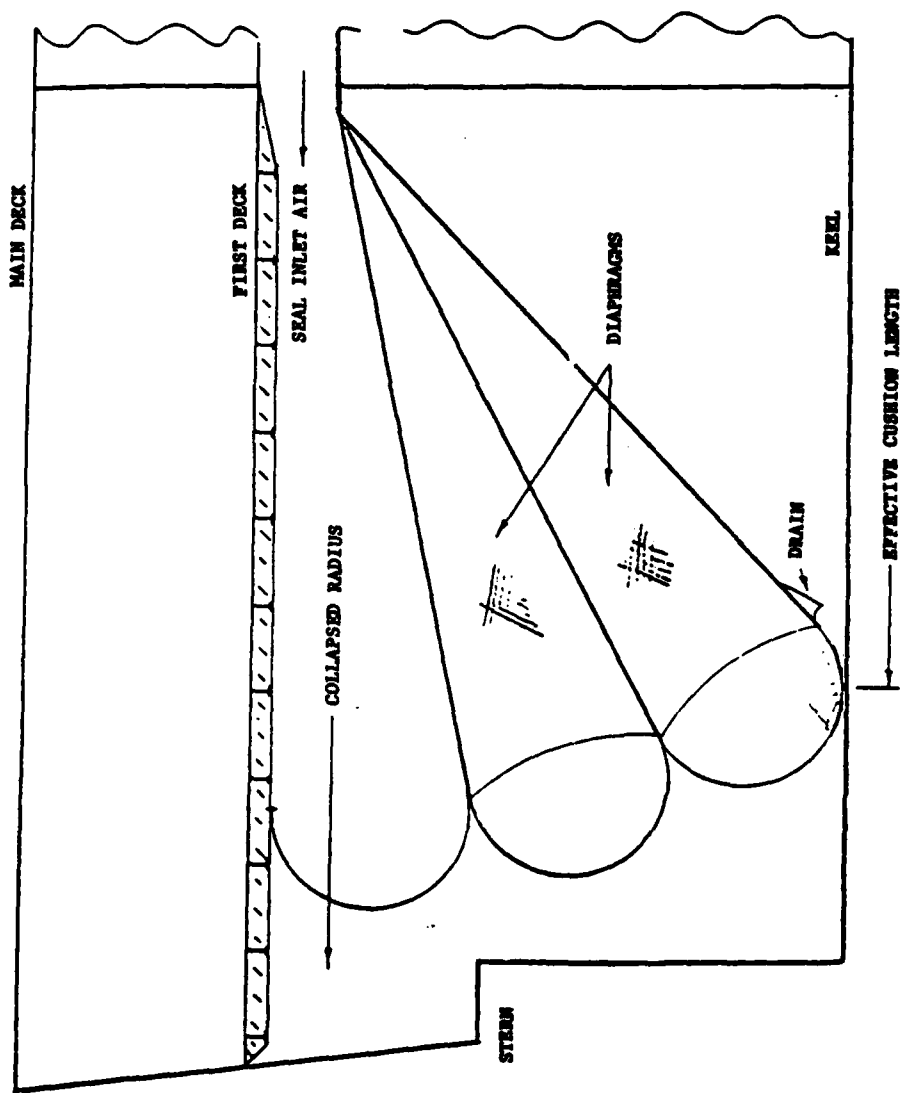 MAIN DECK
FIRST DECK
SEAL INLET AIR
COLLAPSED RADIUS
DIAPHRAGMS
DRAIN
KEEL
EFFECTIVE CUSHION LENGTH
STERN